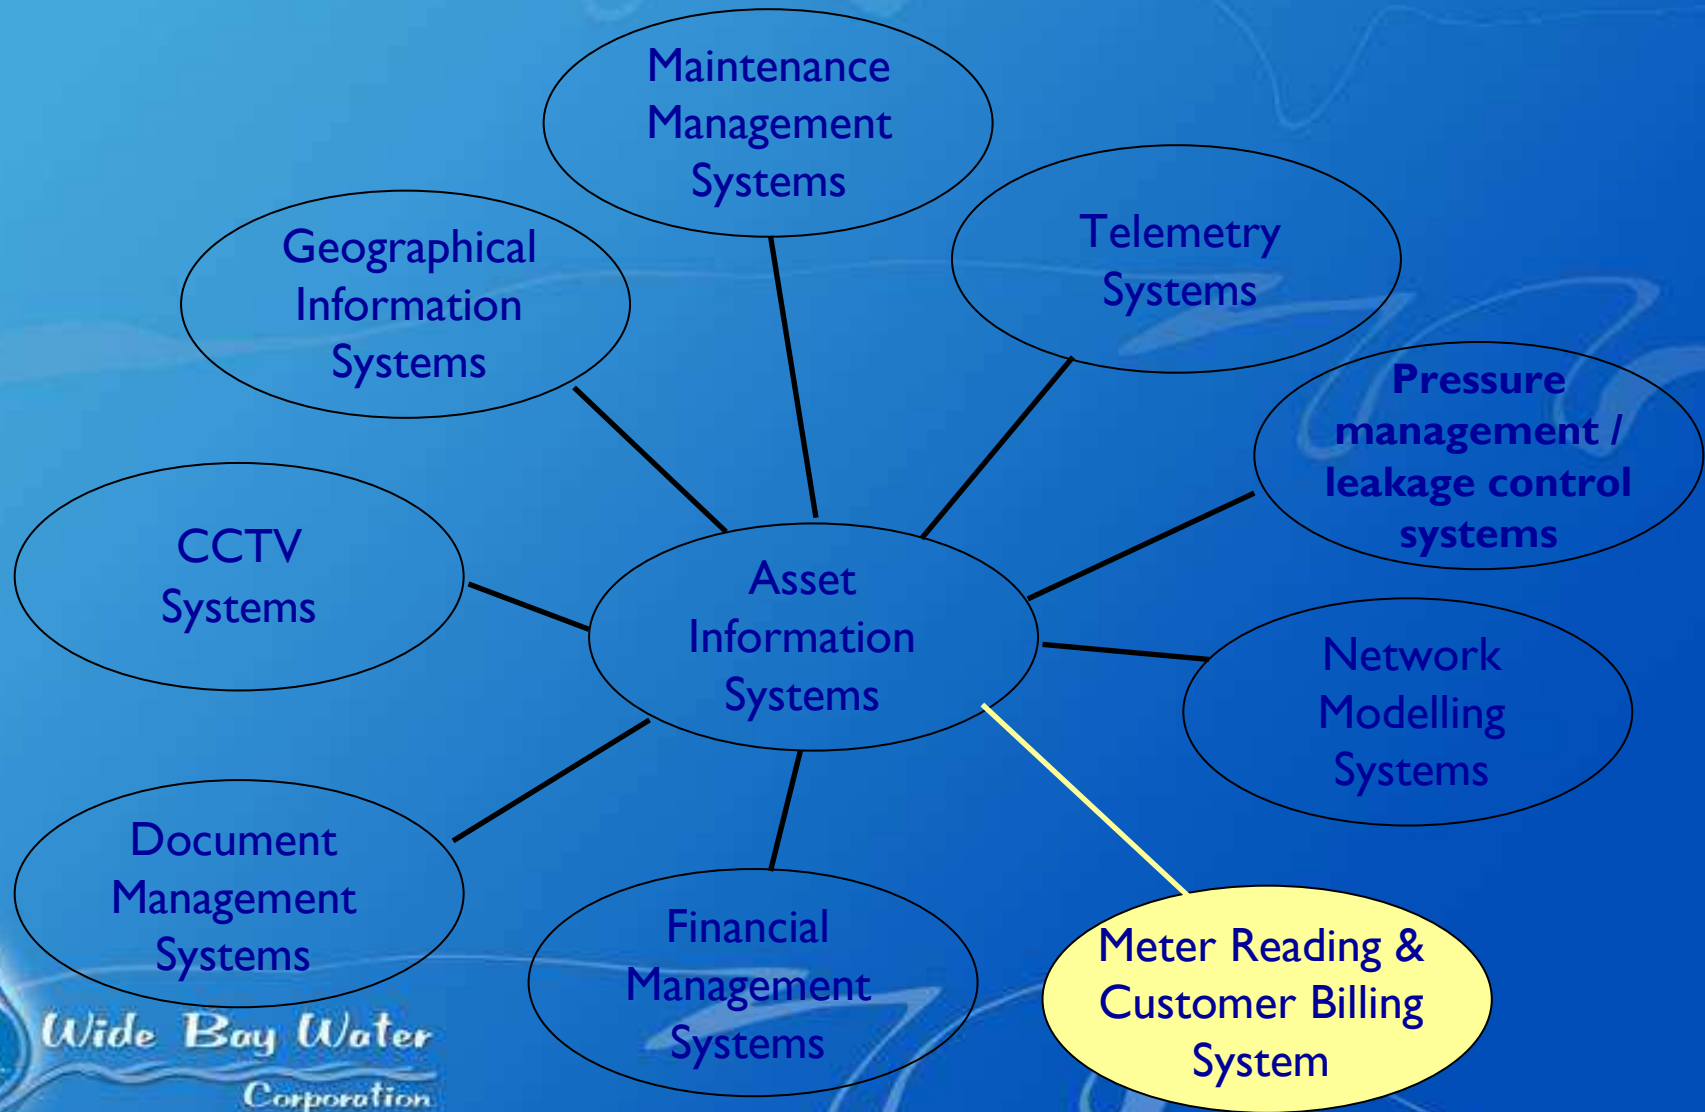 Maintenance
Management
Systems
Geographical
Information
Systems
Telemetry
Systems
Pressure
management /
leakage control
systems
CCTV
Systems
Asset
Information
Systems
Network
Modelling
Systems
Document
Management
Systems
Financial
Management
Systems
Meter Reading &
Customer Billing
System
Wide Bay Water
Corporation